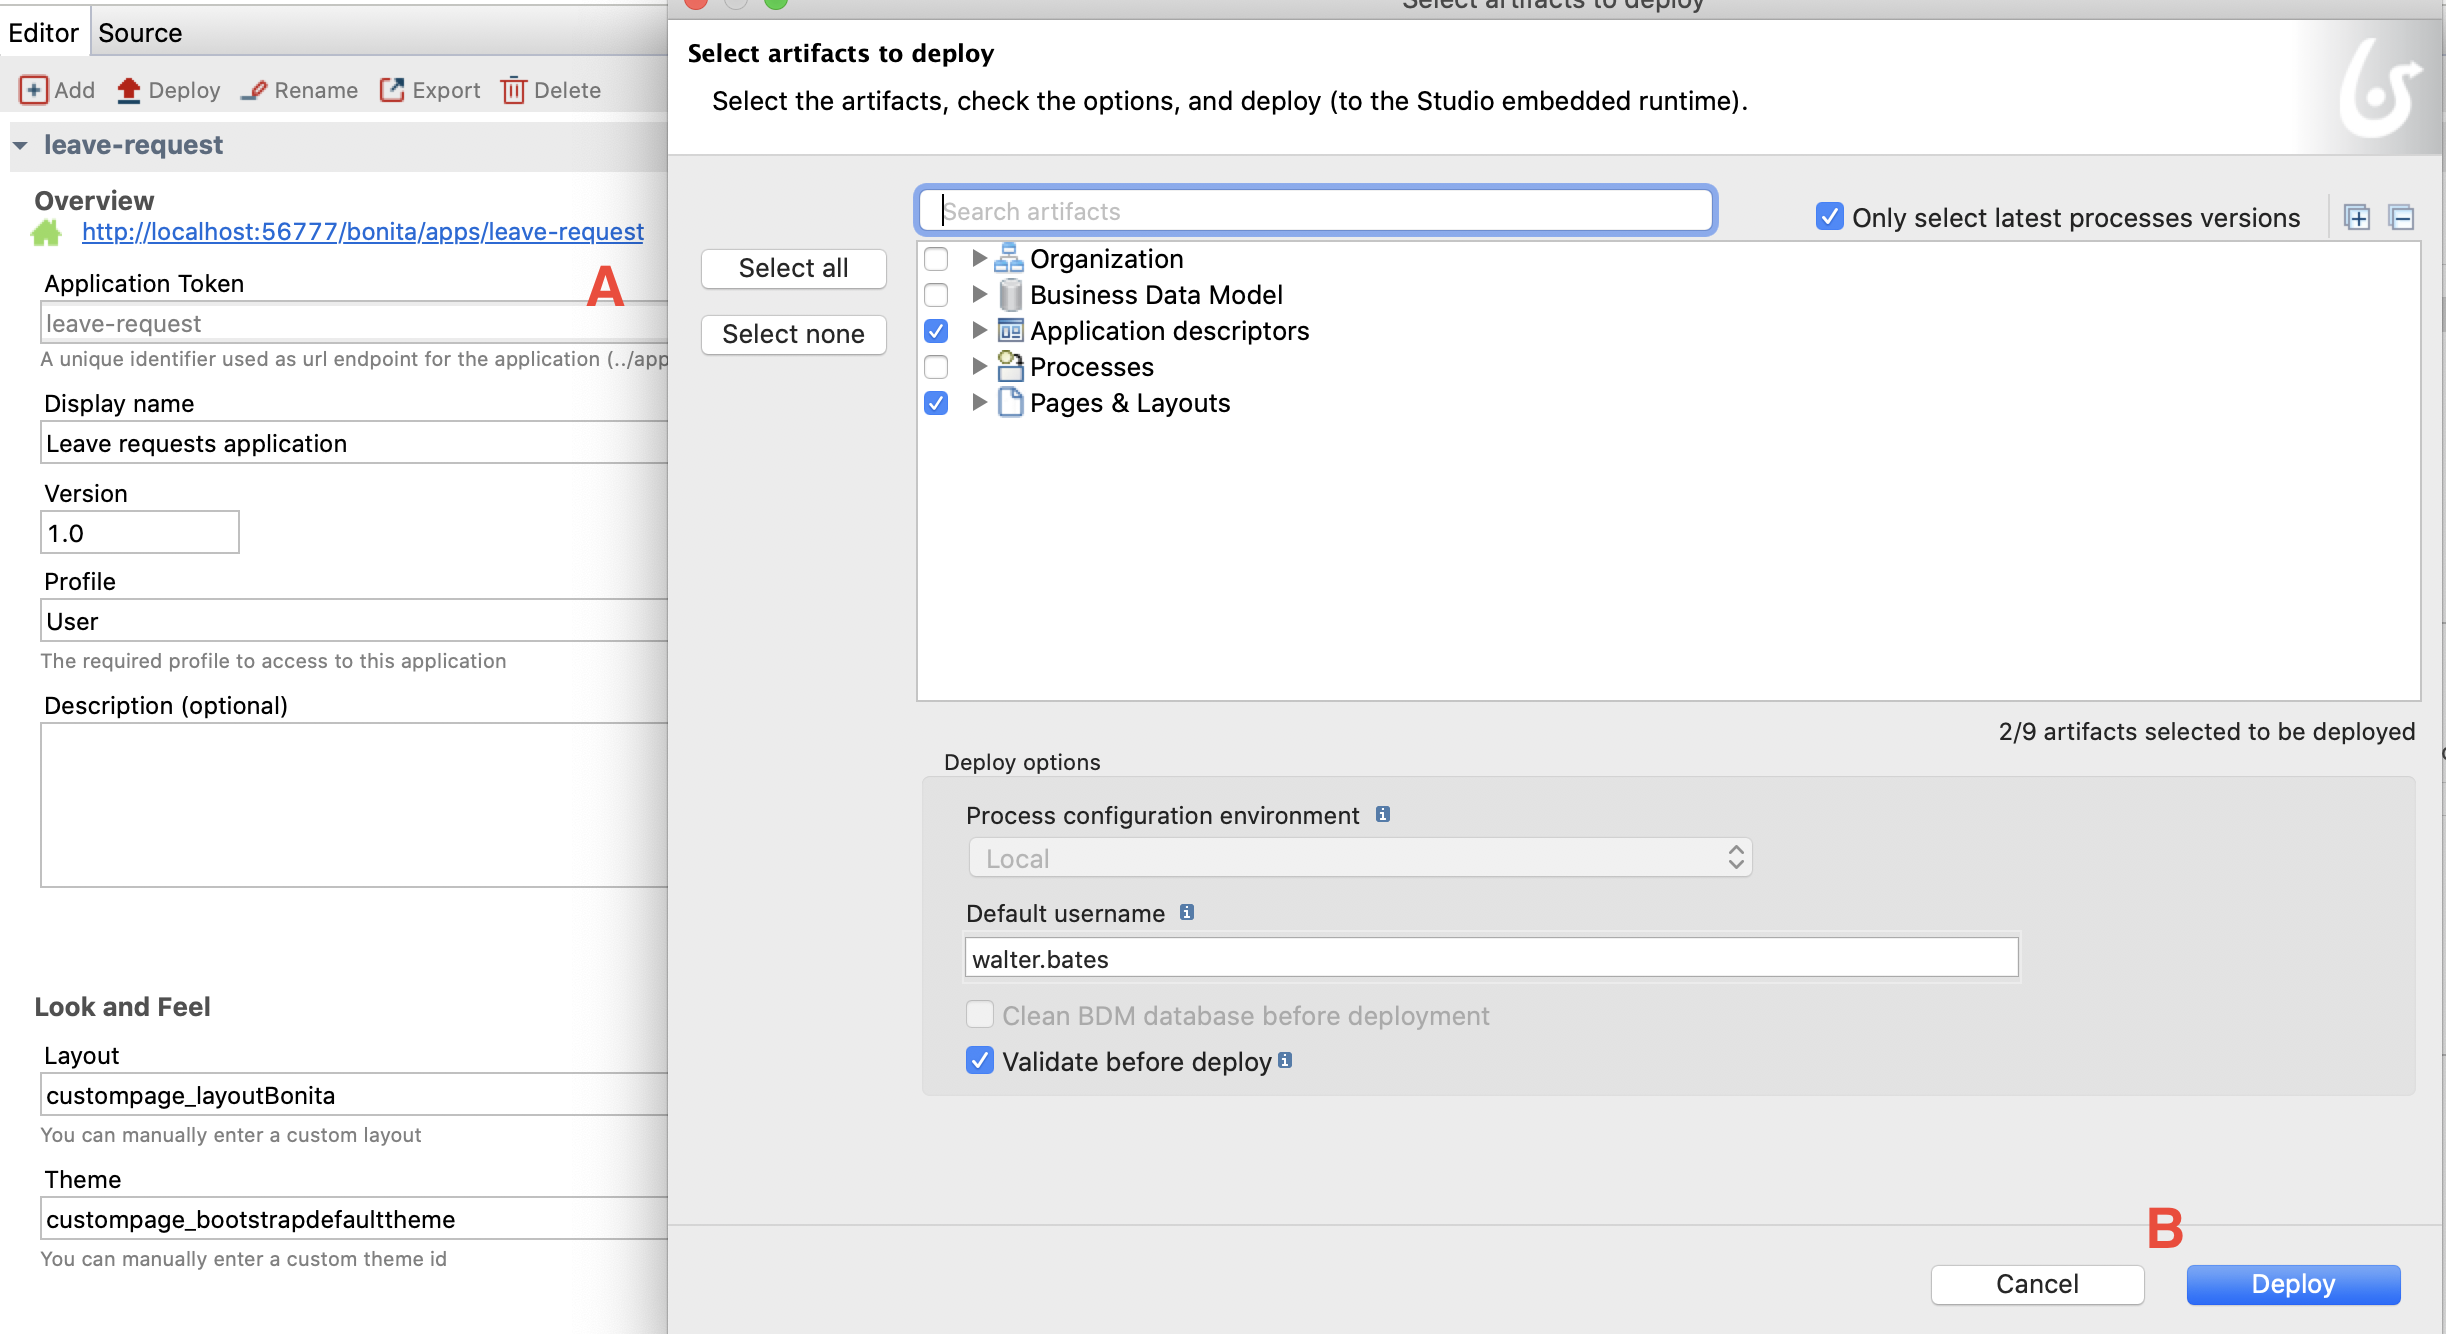 Editor Source
Add Deploy Rename Export Delete
leave-request
Overview
http://localhost:56777/bonita/apps/leave-request
A
Application Token
leave-request
A unique identifier used as url endpoint for the application (../app
Display name
Leave requests application
Version
1.0
Profile
User
The required profile to access to this application
Description (optional)
Look and Feel
Layout
custompage_layoutBonita
You can manually enter a custom layout
Theme
custompage_bootstrapdefaulttheme
You can manually enter a custom theme id
Select artifacts to deploy
Select artifacts to deploy
Select the artifacts, check the options, and deploy (to the Studio embedded runtime).
Search artifacts
Only select latest processes versions
Select all
Select none
Organization
Business Data Model
Application descriptors
Processes
Pages & Layouts
2/9 artifacts selected to be deployed
Deploy options
Process configuration environment
Local
Default username
walter.bates
Clean BDM database before deployment
Validate before deploy
B
Cancel Deploy